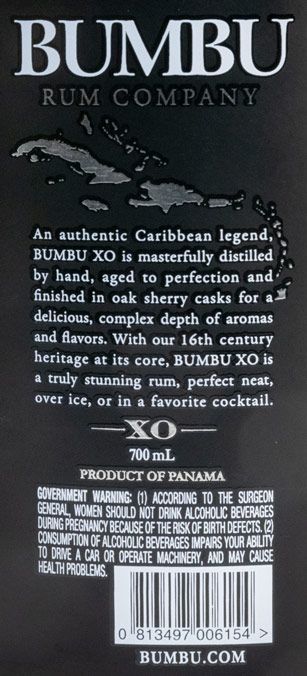 BUMBU
RUM COMPANY
An authentic Caribbean legend,
BUMBU XO is masterfully distilled
by hand, aged to perfection and
finished in oak sherry casks for a
delicious, complex depth of aromas
and flavors. With our 16th century
heritage at its core, BUMBU XO is
a truly stunning rum, perfect neat,
over ice, or in a favorite cocktail.
XO
700 mL
PRODUCT OF PANAMA
GOVERNMENT WARNING: (1) ACCORDING TO THE SURGEON
GENERAL, WOMEN SHOULD NOT DRINK ALCOHOLIC BEVERAGES
DURING PREGNANCY BECAUSE OF THE RISK OF BIRTH DEFECTS. (2)
CONSUMPTION OF ALCOHOLIC BEVERAGES IMPAIRS YOUR ABILITY
TO DRIVE A CAR OR OPERATE MACHINERY, AND MAY CAUSE
HEALTH PROBLEMS.
0 813497 006154 >
BUMBU.COM